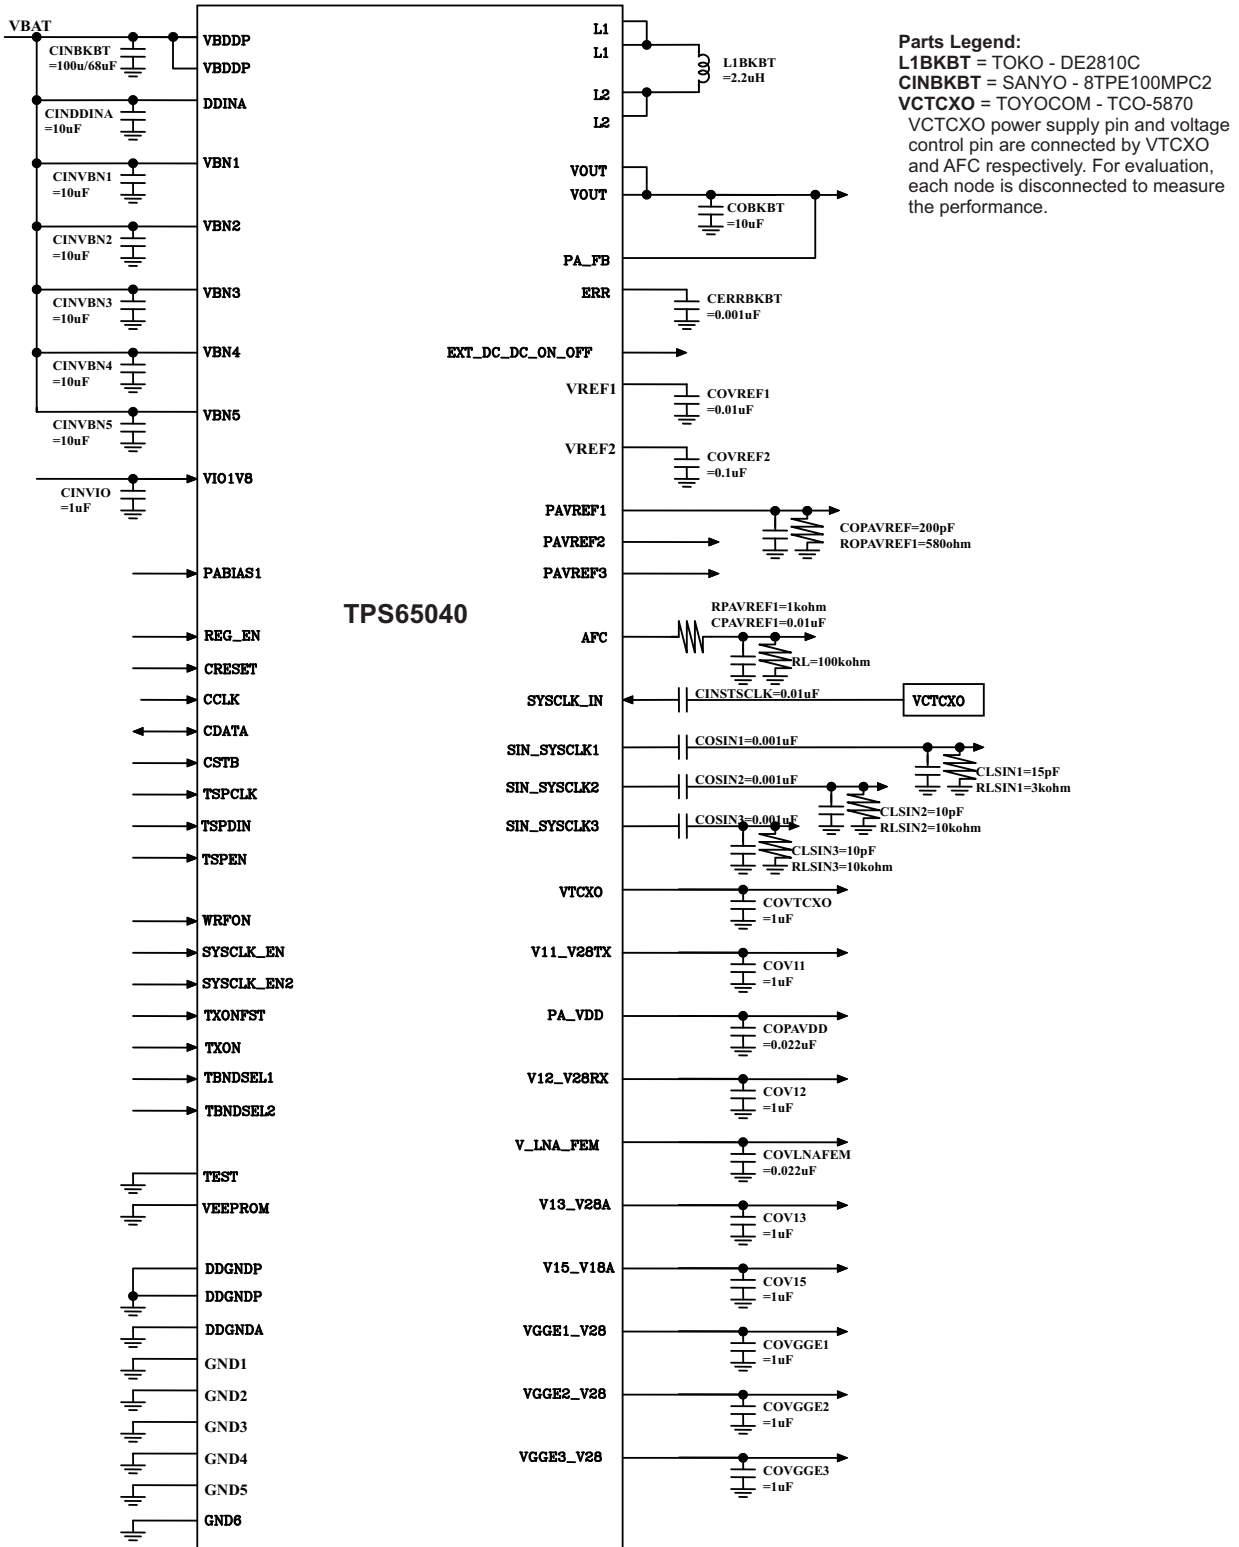 VBAT
CINBKBT
=100u/68uF
CINDDINA
=10uF
CINVBN1
=10uF
CINVBN2
=10uF
CINVBN3
=10uF
CINVBN4
=10uF
CINVBN5
=10uF
CINVIO
=1uF
VBDDP
VBDDP
DDINA
VBN1
VBN2
VBN3
VBN4
VBN5
VIO1V8
PABIAS1
REG_EN
CRESET
CCLK
CDATA
CSTB
TSPCLK
TSPDIN
TSPEN
WRFON
SYSCLK_EN
SYSCLK_EN2
TXONFST
TXON
TBNDSEL1
TBNDSEL2
TEST
VEEPROM
DDGNDP
DDGNDP
DDGNDA
GND1
GND2
GND3
GND4
GND5
GND6
TPS65040
L1
L1
L2
L2
VOUT
VOUT
PA_FB
ERR
EXT_DC_DC_ON_OFF
VREF1
VREF2
PAVREF1
PAVREF2
PAVREF3
AFC
SYSCLK_IN
SIN_SYSCLK1
SIN_SYSCLK2
SIN_SYSCLK3
VTCXO
V11_V28TX
PA_VDD
V12_V28RX
V_LNA_FEM
V13_V28A
V15_V18A
VGGE1_V28
VGGE2_V28
VGGE3_V28
L1BKBT
=2.2uH
COBKBT
=10uF
CERRBKBT
=0.001uF
COVREF1
=0.01uF
COVREF2
=0.1uF
COPAVREF=200pF
ROPAVREF1=580ohm
RPAVREF1=1kohm
CPAVREF1=0.01uF
RL=100kohm
CINSTSCLK=0.01uF
VCTCXO
COSIN1=0.001uF
CLSIN1=15pF
RLSIN1=3kohm
COSIN2=0.001uF
CLSIN2=10pF
RLSIN2=10kohm
COSIN3=0.001uF
CLSIN3=10pF
RLSIN3=10kohm
COVTCXO
=1uF
COV11
=1uF
COPAVDD
=0.022uF
COV12
=1uF
COVLNAFEM
=0.022uF
COV13
=1uF
COV15
=1uF
COVGGE1
=1uF
COVGGE2
=1uF
COVGGE3
=1uF
Parts Legend:
L1BKBT = TOKO - DE2810C
CINBKBT = SANYO - 8TPE100MPC2
VCTCXO = TOYOCOM - TCO-5870
VCTCXO power supply pin and voltage
control pin are connected by VTCXO
and AFC respectively. For evaluation,
each node is disconnected to measure
the performance.